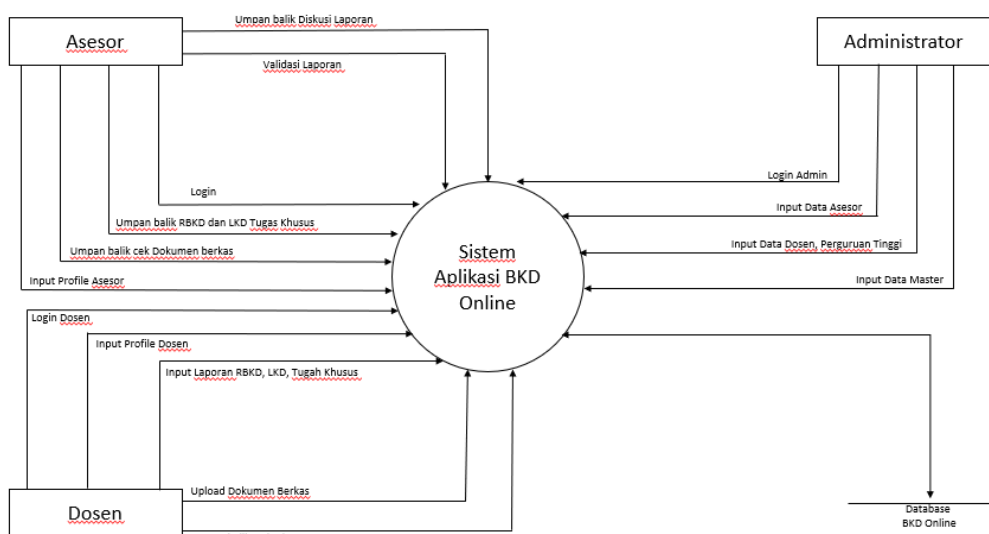 Umpan balik Diskusi Laporan
Asesor
Administrator
Validasi Laporan
Login Admin
Login
Input Data Asesor
Umpan balik RBKD dan LKD Tugas Khusus
Umpan balik cek Dokumen berkas
Input Data Dosen, Perguruan Tinggi
Sistem
Aplikasi BKD
Online
Input Profile Asesor
Input Data Master
Login Dosen
Input Profile Dosen
Input Laporan RBKD, LKD, Tugah Khusus
Upload Dokumen Berkas
Dosen
Database
BKD Online